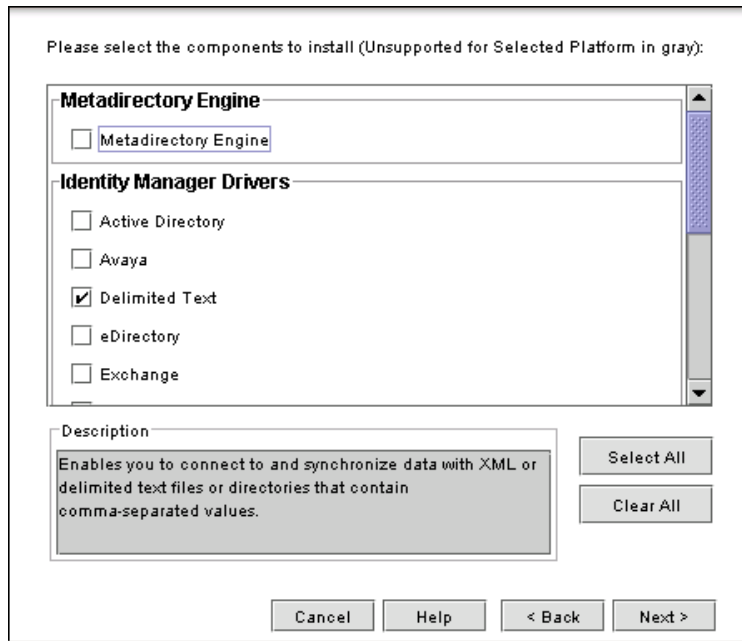 Please select the components to install (Unsupported for Selected Platform in gray):
Metadirectory Engine
Metadirectory Engine
Identity Manager Drivers
Active Directory
Avaya
Delimited Text
eDirectory
Exchange
Description
Enables you to connect to and synchronize data with XML or
delimited text files or directories that contain
comma-separated values.
Select All
Clear All
Cancel
Help
< Back
Next >